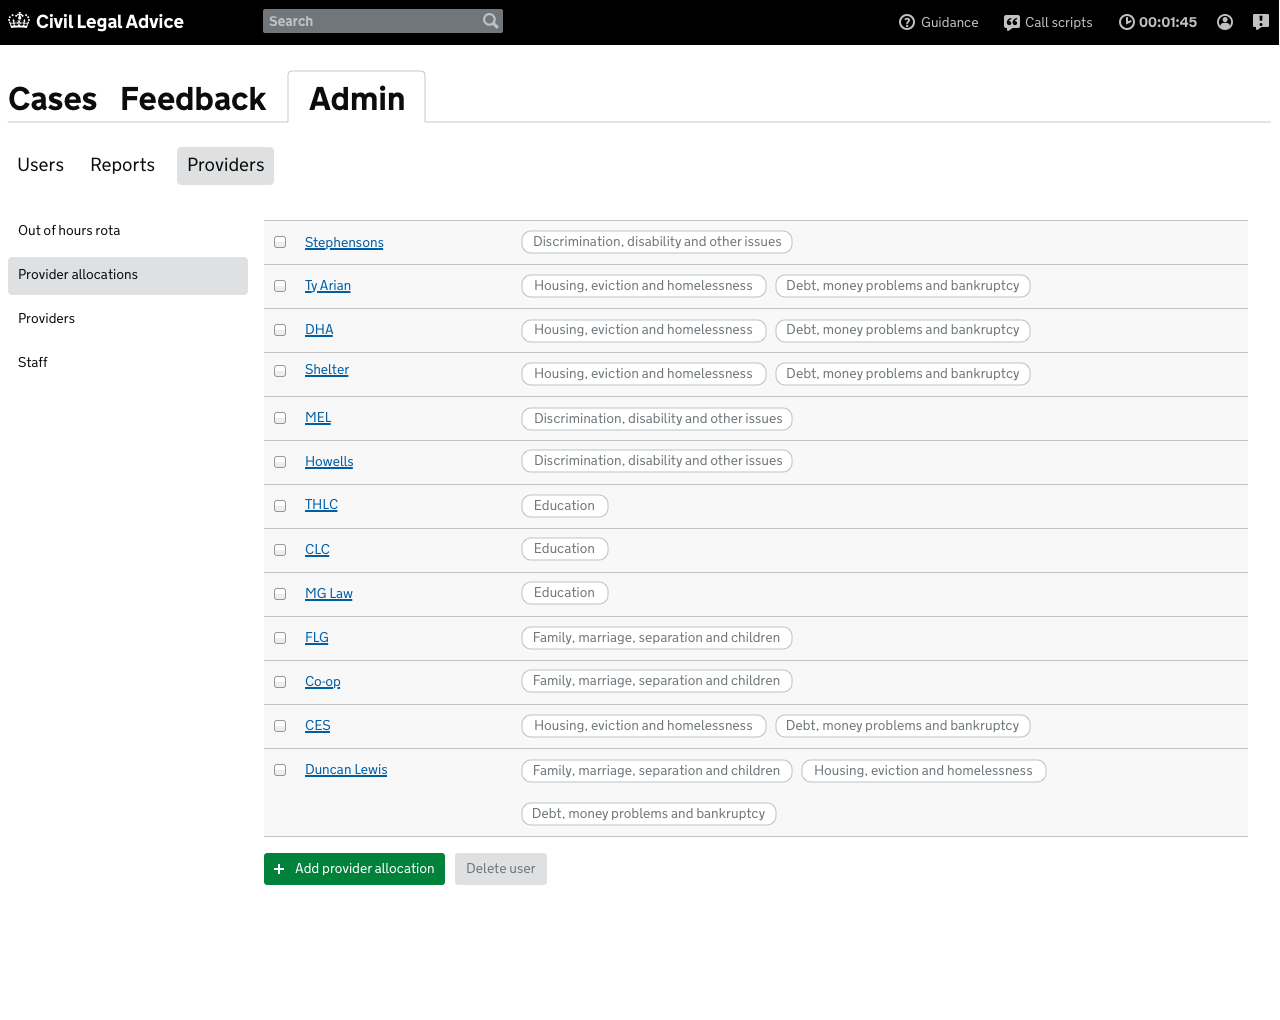 Civil Legal Advice Search Guidance Call scripts 00:01:45
Cases Feedback Admin
Users Reports Providers
Out of hours rota
Provider allocations
Providers
Staff
Stephensons Discrimination, disability and other issues
Ty Arian Housing, eviction and homelessness Debt, money problems and bankruptcy
DHA Housing, eviction and homelessness Debt, money problems and bankruptcy
Shelter Housing, eviction and homelessness Debt, money problems and bankruptcy
MEL Discrimination, disability and other issues
Howells Discrimination, disability and other issues
THLC Education
CLC Education
MG Law Education
FLG Family, marriage, separation and children
Co-op Family, marriage, separation and children
CES Housing, eviction and homelessness Debt, money problems and bankruptcy
Duncan Lewis Family, marriage, separation and children Housing, eviction and homelessness
Debt, money problems and bankruptcy
+ Add provider allocation Delete user